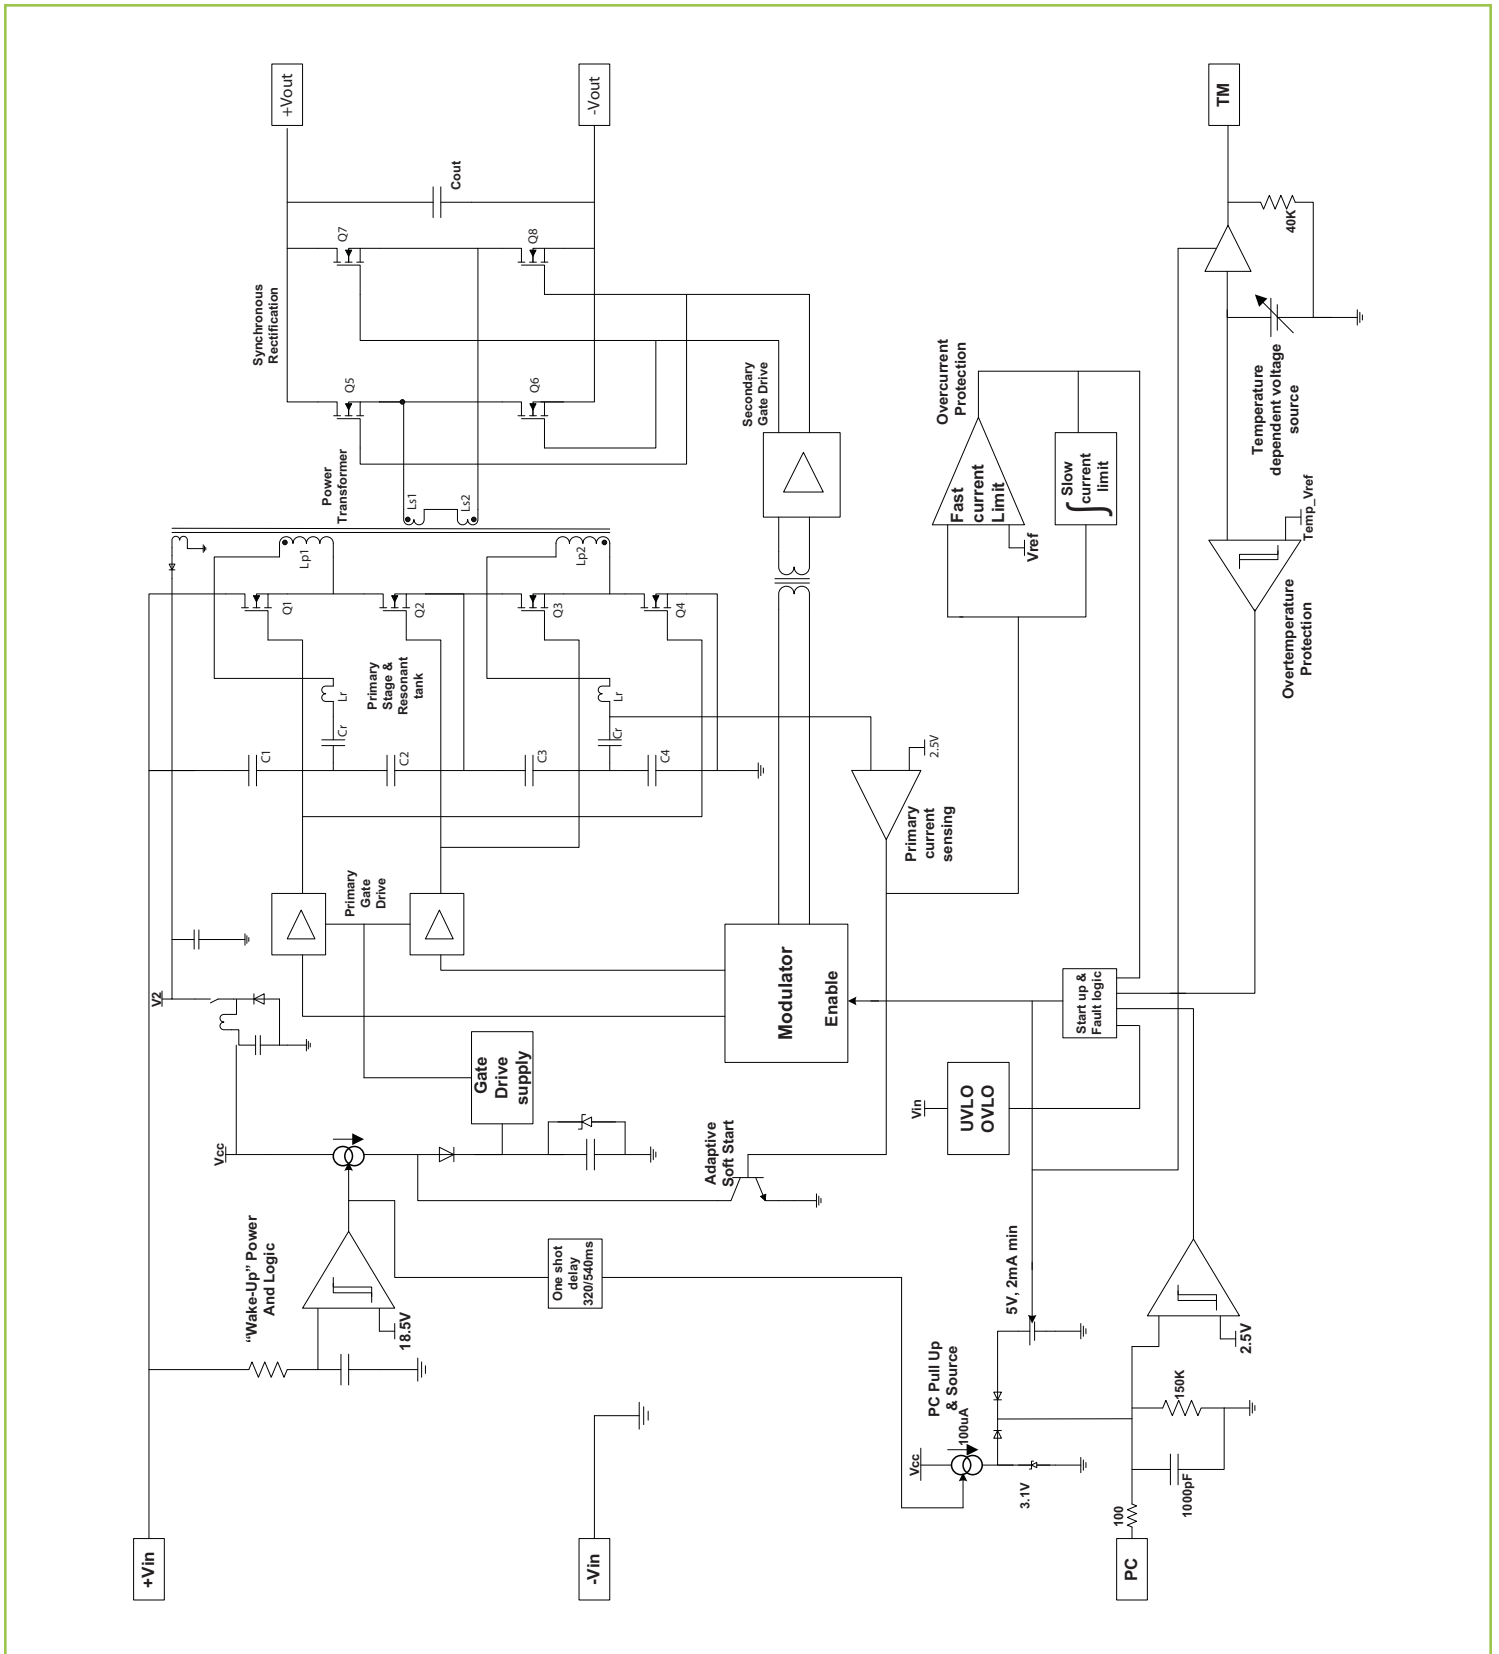 +Vout
-Vout
TM
Cout
Q7
Q8
40K
Synchronous
Rectification
Q5
Q6
Secondary
Gate Drive
Overcurrent
Protection
Temperature
dependent voltage
source
Power
Transformer
Ls1
Ls2
Fast
current
Limit
Slow
current
limit
Vref
Temp_Vref
Lp1
Lp2
Q1
Q2
Q3
Q4
Overtemperature
Protection
Primary
Stage &
Resonant
tank
Lr
Lr
Cr
Cr
C1
C2
C3
C4
2.5V
Primary
current
sensing
Primary
Gate
Drive
V2
Modulator
Enable
Start up &
Fault logic
Gate
Drive
supply
Vin
UVLO
OVLO
Vcc
Adaptive
Soft Start
"Wake-Up" Power
And Logic
18.5V
One shot
delay
320/540ms
5V, 2mA min
2.5V
PC Pull Up
& Source
100uA
150K
Vcc
3.1V
1000pF
100
+Vin
-Vin
PC